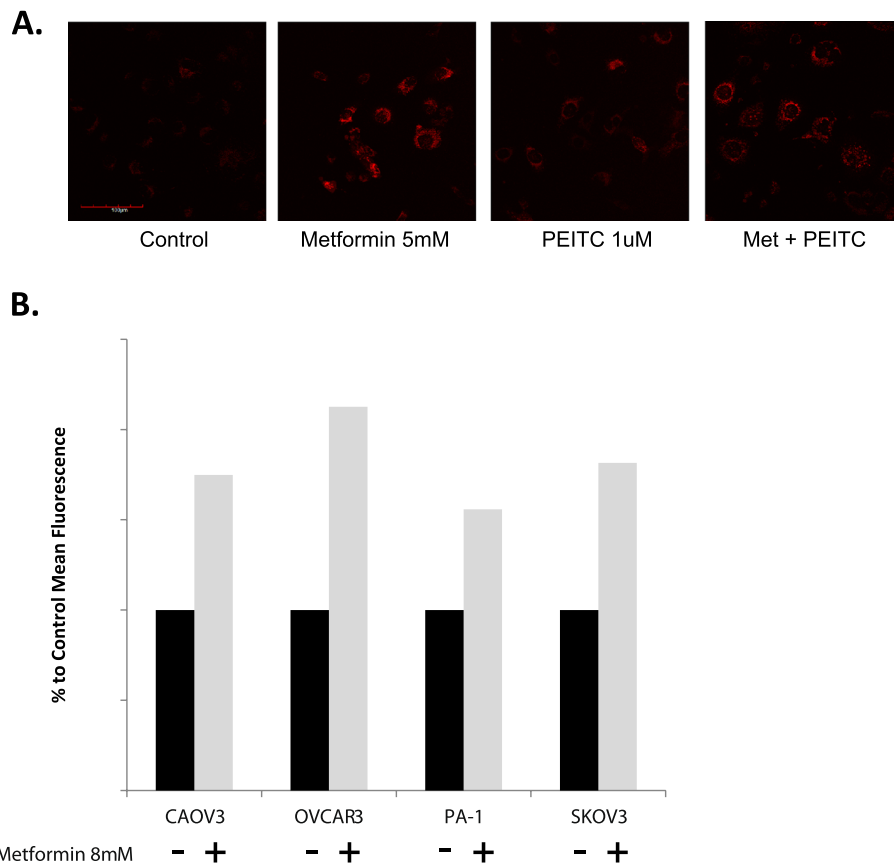 A.
Control
Metformin 5mM
PEITC 1uM
Met + PEITC
B.
% to Control Mean Fluorescence
CAOV3
OVCAR3
PA-1
SKOV3
Metformin 8mM - + - + - + - +